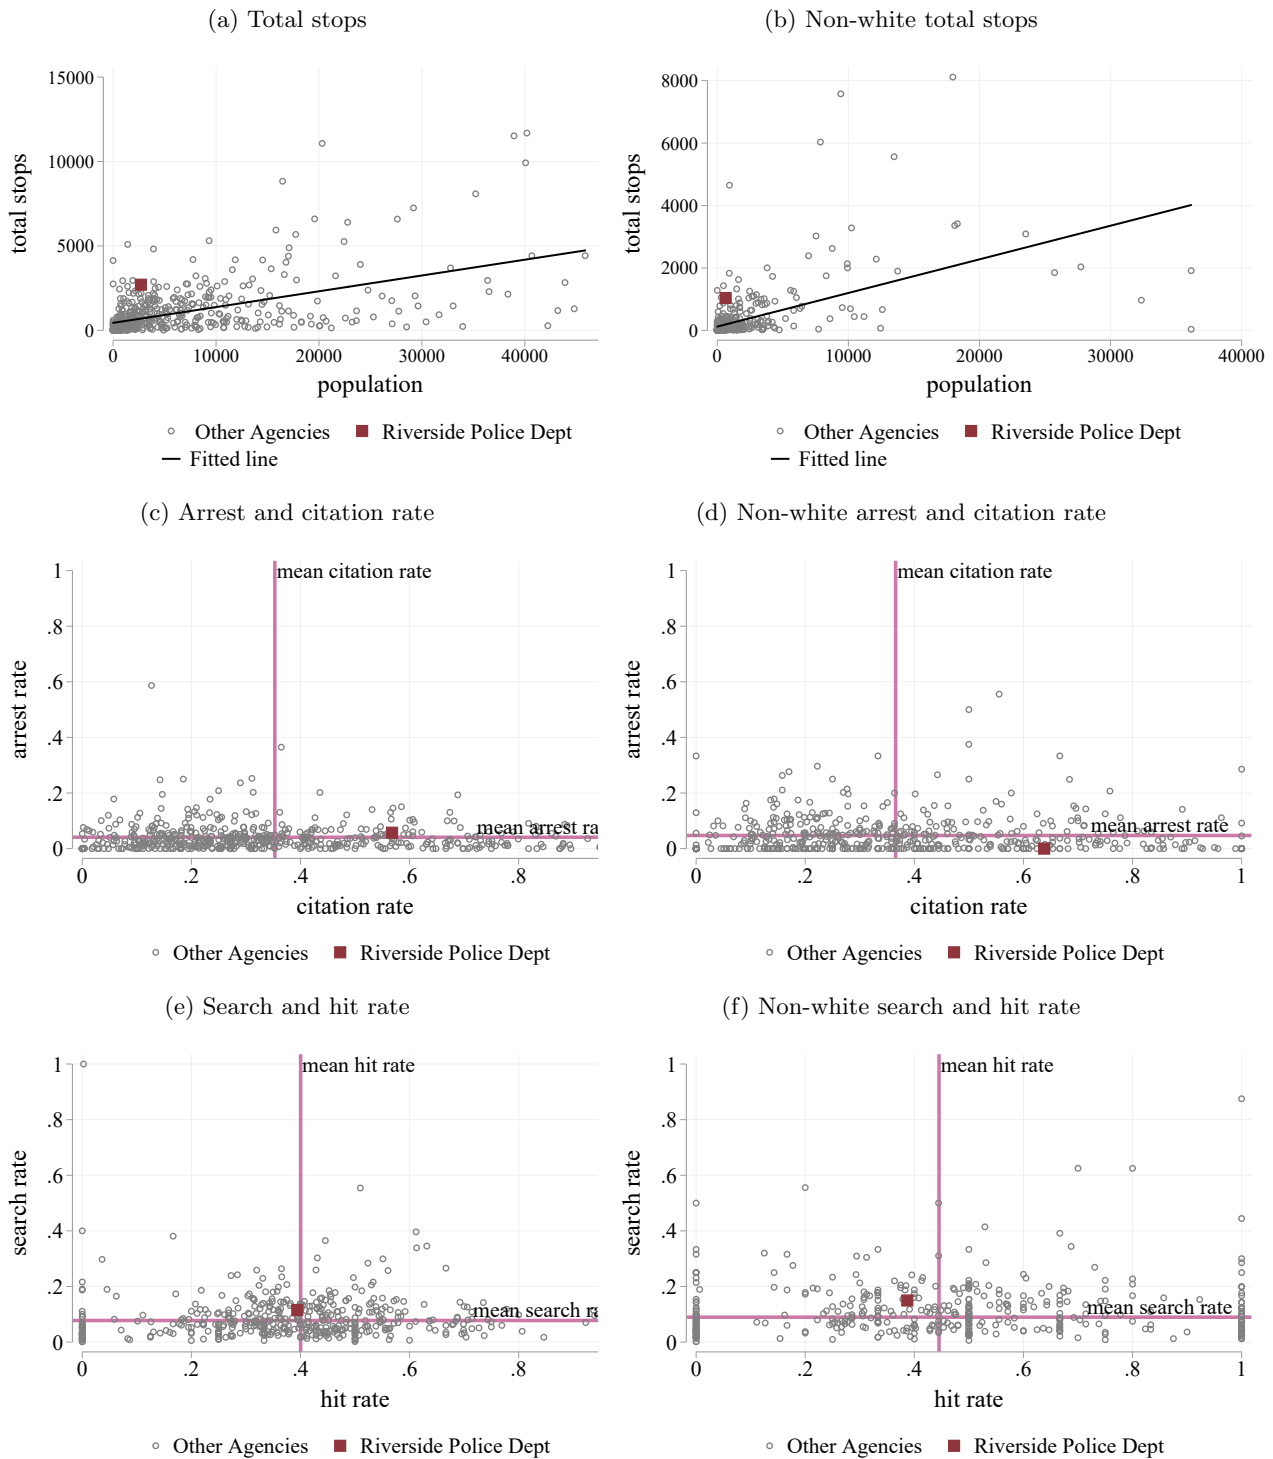 (a) Total stops
(b) Non-white total stops
total stops
15000
10000
5000
0
0 10000 20000 30000 40000
population
Other Agencies Riverside Police Dept
Fitted line
total stops
8000
6000
4000
2000
0
0 10000 20000 30000 40000
population
Other Agencies Riverside Police Dept
Fitted line
(c) Arrest and citation rate
(d) Non-white arrest and citation rate
arrest rate
1
.8
.6
.4
.2
0
mean citation rate
mean arrest ra
0 .2 .4 .6 .8
citation rate
Other Agencies Riverside Police Dept
arrest rate
1
.8
.6
.4
.2
0
mean citation rate
mean arrest rate
0 .2 .4 .6 .8 1
citation rate
Other Agencies Riverside Police Dept
(e) Search and hit rate
(f) Non-white search and hit rate
search rate
1
.8
.6
.4
.2
0
mean hit rate
mean search ra
0 .2 .4 .6 .8
hit rate
Other Agencies Riverside Police Dept
search rate
1
.8
.6
.4
.2
0
mean hit rate
mean search rate
0 .2 .4 .6 .8 1
hit rate
Other Agencies Riverside Police Dept